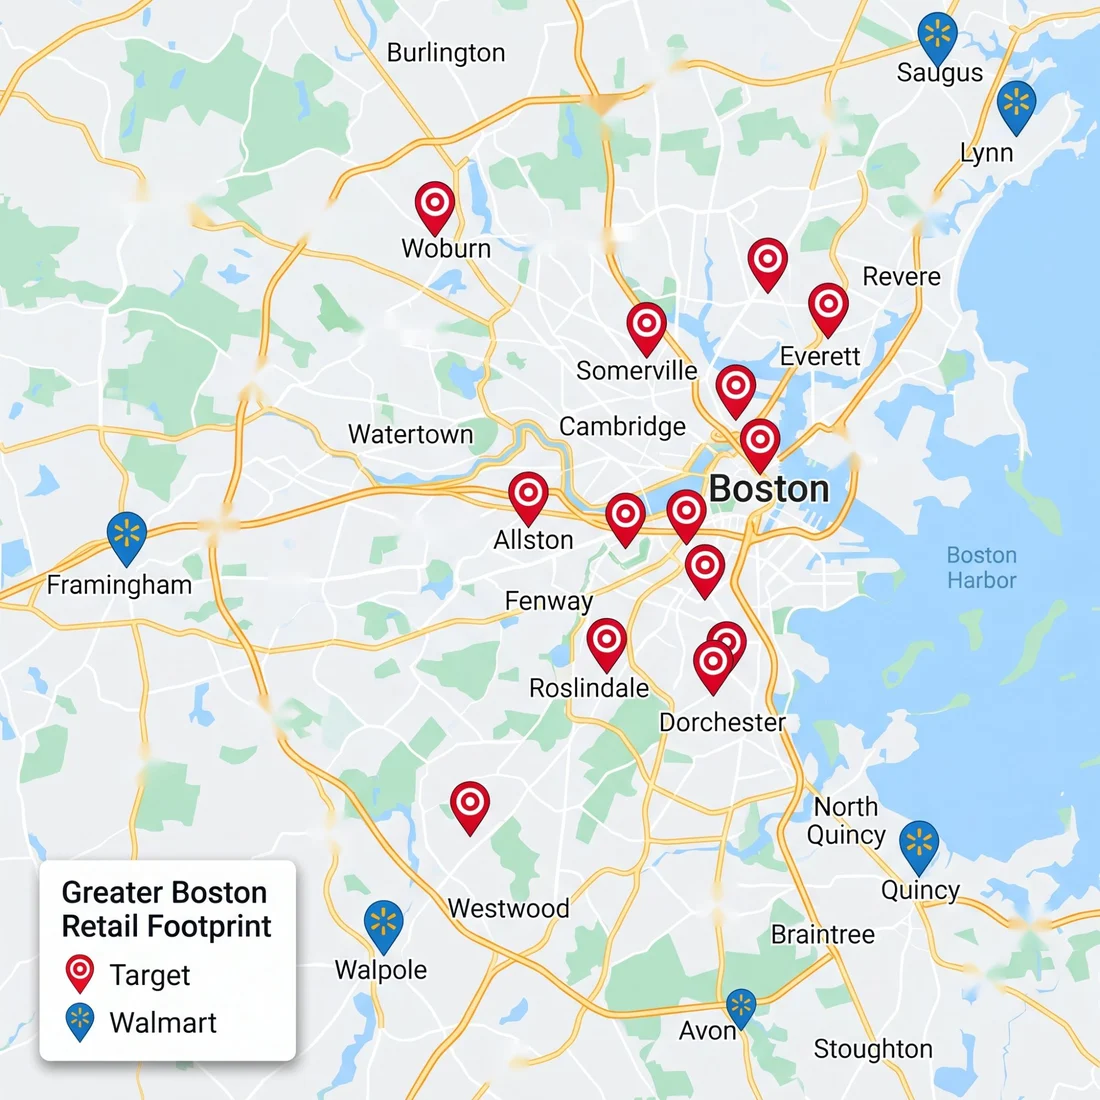 Burlington
Saugus
Lynn
Woburn
Revere
Everett
Somerville
Cambridge
Watertown
Boston
Allston
Boston
Harbor
Framingham
Fenway
Roslindale
Dorchester
North
Quincy
Quincy
Westwood
Braintree
Walpole
Avon
Stoughton
Greater Boston
Retail Footprint
Target
Walmart